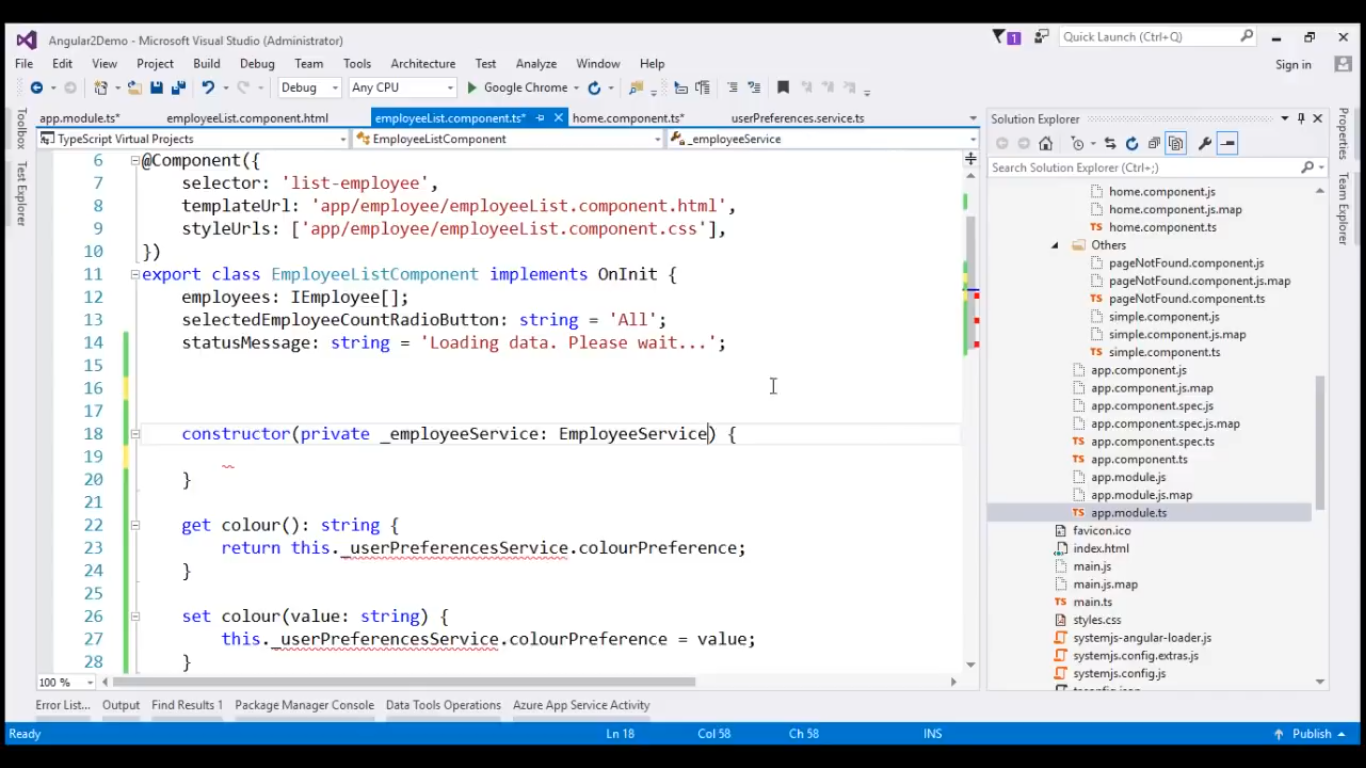 Angular2Demo - Microsoft Visual Studio (Administrator)
1
Quick Launch (Ctrl+Q)
File Edit View Project Build Debug Team Tools Architecture Test Analyze Window Help
Sign in
Debug Any CPU Google Chrome
app.module.ts* employeeList.component.html employeeList.component.ts* home.component.ts* userPreferences.service.ts
TypeScript Virtual Projects EmployeeListComponent _employeeService
Toolbox
Test Explorer
6 @Component({
7 selector: 'list-employee',
8 templateUrl: 'app/employee/employeeList.component.html',
9 styleUrls: ['app/employee/employeeList.component.css'],
10 })
11 export class EmployeeListComponent implements OnInit {
12 employees: IEmployee[];
13 selectedEmployeeCountRadioButton: string = 'All';
14 statusMessage: string = 'Loading data. Please wait...';
15
16
17
18 constructor(private _employeeService: EmployeeService) {
19
20 }
21
22 get colour(): string {
23 return this._userPreferencesService.colourPreference;
24 }
25
26 set colour(value: string) {
27 this._userPreferencesService.colourPreference = value;
28 }
100 %
Solution Explorer
Search Solution Explorer (Ctrl+;)
home.component.js
home.component.js.map
TS home.component.ts
Others
pageNotFound.component.js
pageNotFound.component.js.map
TS pageNotFound.component.ts
simple.component.js
simple.component.js.map
TS simple.component.ts
app.component.js
app.component.js.map
app.component.spec.js
app.component.spec.js.map
TS app.component.spec.ts
TS app.component.ts
app.module.js
app.module.js.map
TS app.module.ts
favicon.ico
index.html
main.js
main.js.map
TS main.ts
styles.css
systemjs-angular-loader.js
systemjs.config.extras.js
systemjs.config.js
Properties
Team Explorer
Error List... Output Find Results 1 Package Manager Console Data Tools Operations Azure App Service Activity
Ready Ln 18 Col 58 Ch 58 INS Publish